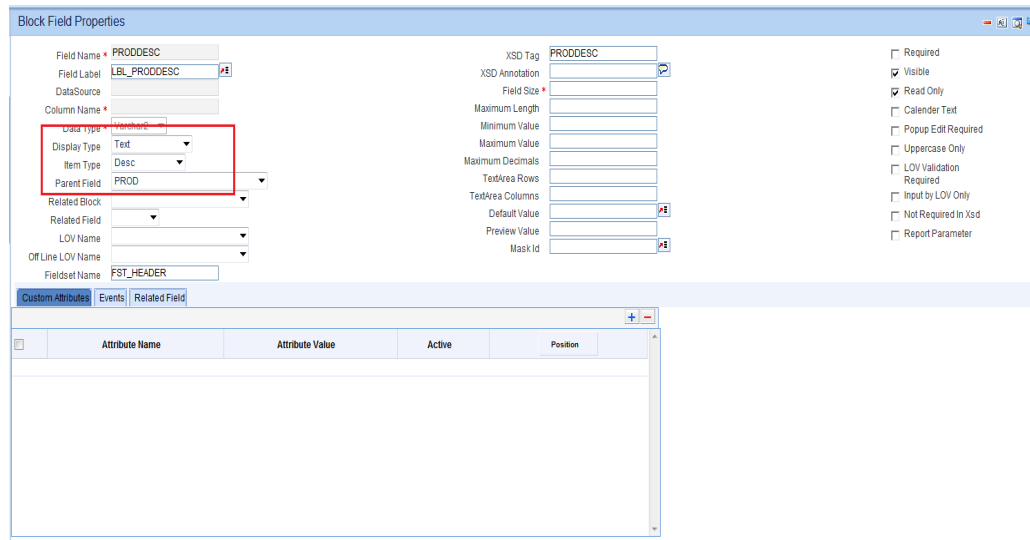 Block Field Properties
Field Name * PRODDESC
Field Label LBL_PRODDESC
DataSource
Column Name *
Data Type * Varchar2
Display Type Text
Item Type Desc
Parent Field PROD
Related Block
Related Field
LOV Name
Off Line LOV Name
Fieldset Name FST_HEADER
XSD Tag PRODDESC
XSD Annotation
Field Size *
Maximum Length
Minimum Value
Maximum Value
Maximum Decimals
TextArea Rows
TextArea Columns
Default Value
Preview Value
Mask Id
Required
Visible
Read Only
Calender Text
Popup Edit Required
Uppercase Only
LOV Validation
Required
Input by LOV Only
Not Required In Xsd
Report Parameter
Custom Attributes Events Related Field
Attribute Name Attribute Value Active Position